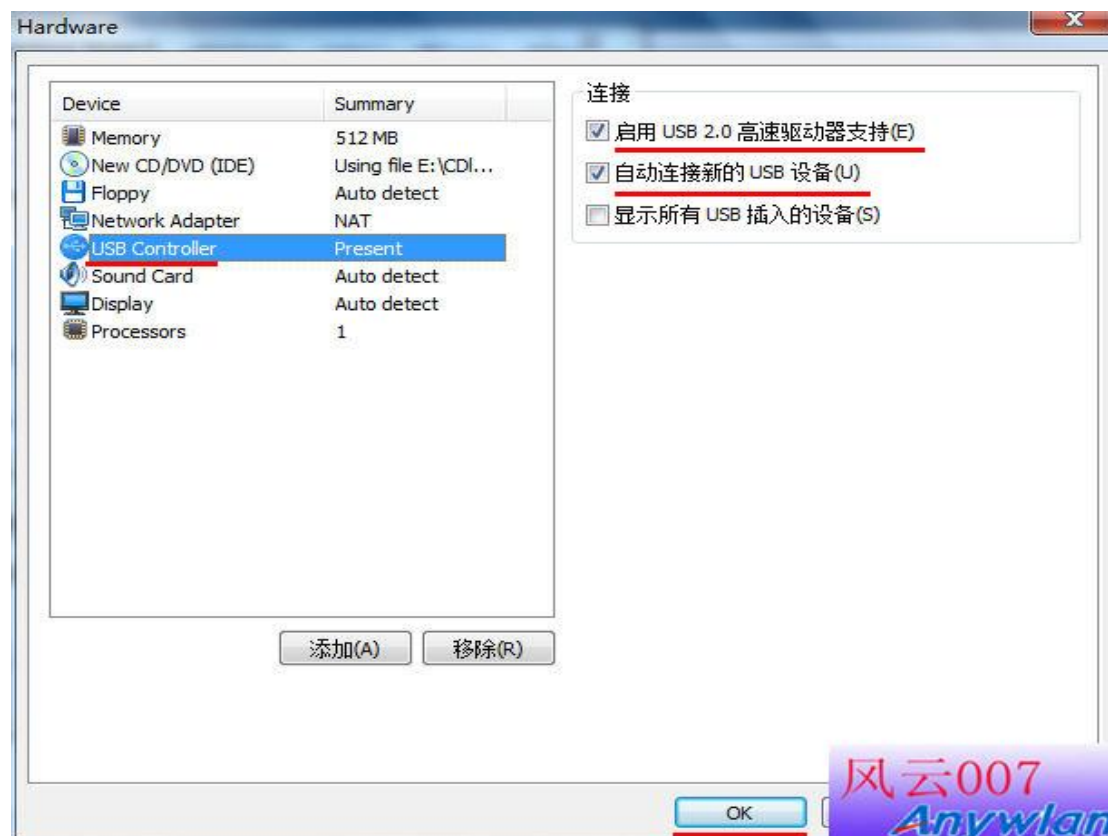 Hardware
Device Summary
Memory 512 MB
New CD/DVD (IDE) Using file E:\CDl...
Floppy Auto detect
Network Adapter NAT
USB Controller Present
Sound Card Auto detect
Display Auto detect
Processors 1
添加(A) 移除(R)
连接
启用 USB 2.0 高速驱动器支持(E)
自动连接新的 USB 设备(U)
显示所有 USB 插入的设备(S)
OK
风云007
Anywlan